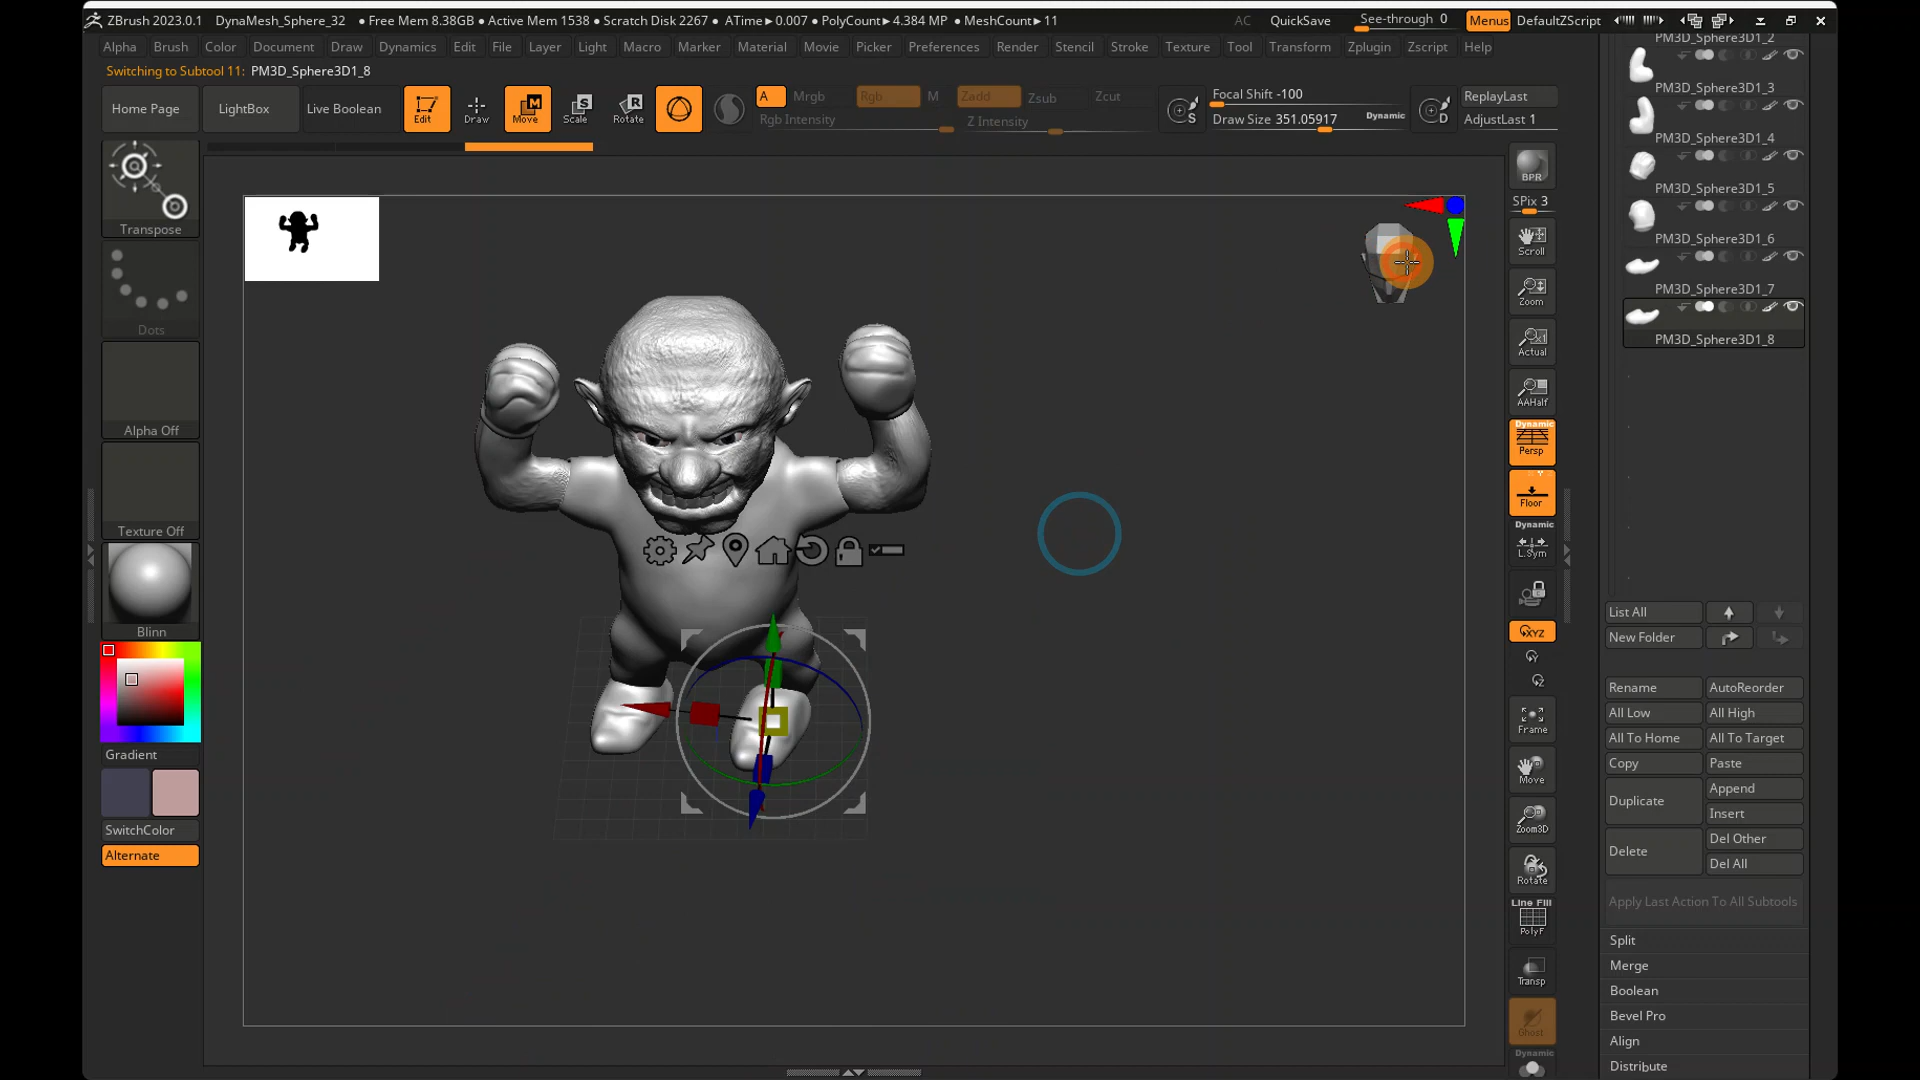 ZBrush 2023.0.1 DynaMesh_Sphere_32 ● Free Mem 8.38GB ● Active Mem 1538 ● Scratch Disk 2267 ● ATime►0.007 ● PolyCount►4.384 MP ● MeshCount►11 AC QuickSave See-through 0 Menus DefaultZScript
Alpha Brush Color Document Draw Dynamics Edit File Layer Light Macro Marker Material Movie Picker Preferences Render Stencil Stroke Texture Tool Transform Zplugin Zscript Help
Switching to Subtool 11: PM3D_Sphere3D1_8
Home Page LightBox Live Boolean Edit Draw Move Scale Rotate
A Mrgb Rgb M Zadd Zsub Zcut
Rgb Intensity Z Intensity
Focal Shift -100
Draw Size 351.05917 Dynamic
S D
ReplayLast
AdjustLast 1
Transpose
Dots
Alpha Off
Texture Off
Blinn
Gradient
SwitchColor
Alternate
BPR
SPix 3
Scroll
Zoom
Actual
AAHalf
Dynamic
Persp
Floor
Dynamic
L.Sym
XYZ
Frame
Move
Zoom3D
Rotate
Line Fill
PolyF
Transp
Ghost
Dynamic
PM3D_Sphere3D1_2
PM3D_Sphere3D1_3
PM3D_Sphere3D1_4
PM3D_Sphere3D1_5
PM3D_Sphere3D1_6
PM3D_Sphere3D1_7
PM3D_Sphere3D1_8
List All
New Folder
Rename AutoReorder
All Low All High
All To Home All To Target
Copy Paste
Duplicate Append
Insert
Delete Del Other
Del All
Apply Last Action To All Subtools
Split
Merge
Boolean
Bevel Pro
Align
Distribute